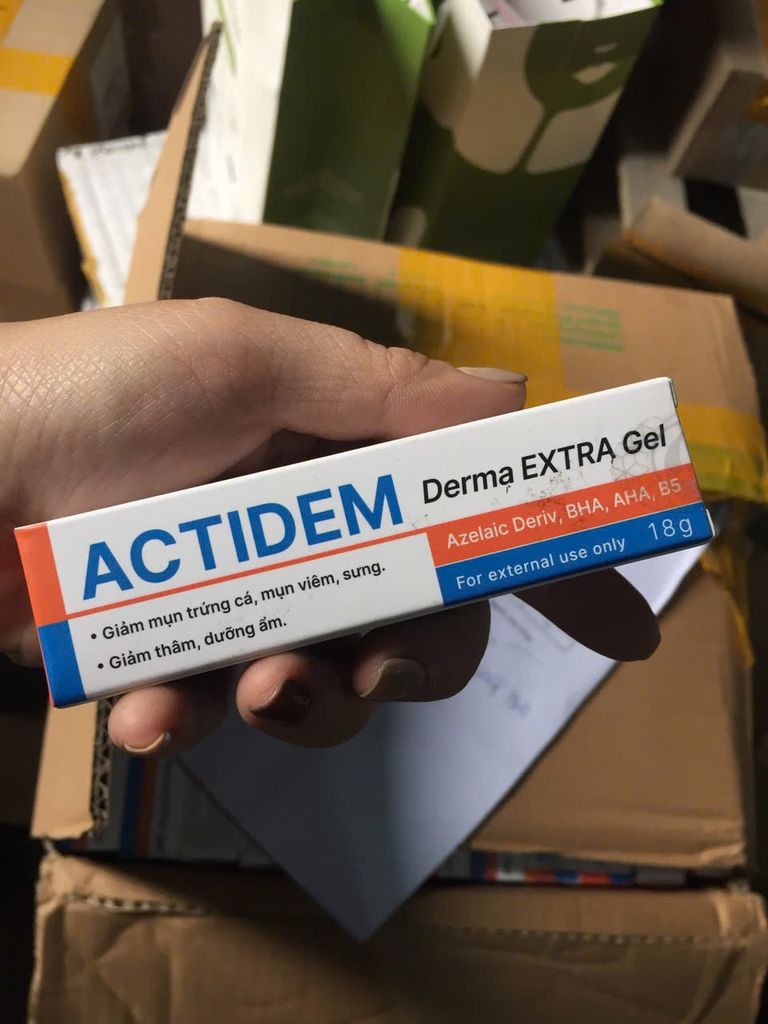 ACTIDEM Derma EXTRA Gel
Azelaic Deriv, BHA, AHA, B5
• Giảm mụn trứng cá, mụn viêm, sưng.
• Giảm thâm, dưỡng ẩm.
For external use only 18g